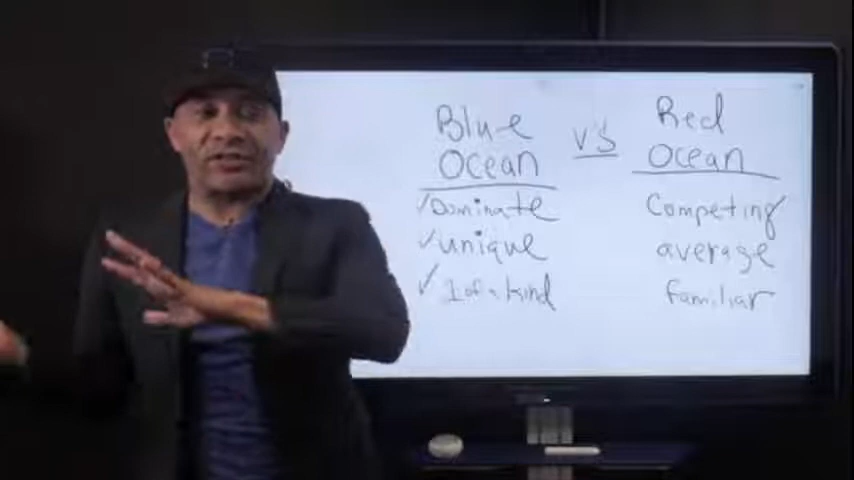 Blue
Ocean
VS
Red
Ocean
✓Dominate
✓unique
✓ 1 of a kind
Competing
average
familiar